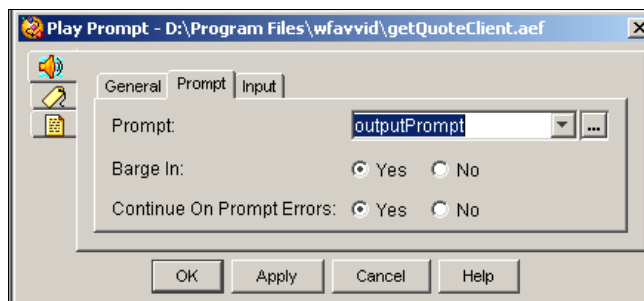 Play Prompt - D:\Program Files\wfavvid\getQuoteClient.aef
General Prompt Input
Prompt: outputPrompt ...
Barge In: Yes No
Continue On Prompt Errors: Yes No
OK Apply Cancel Help